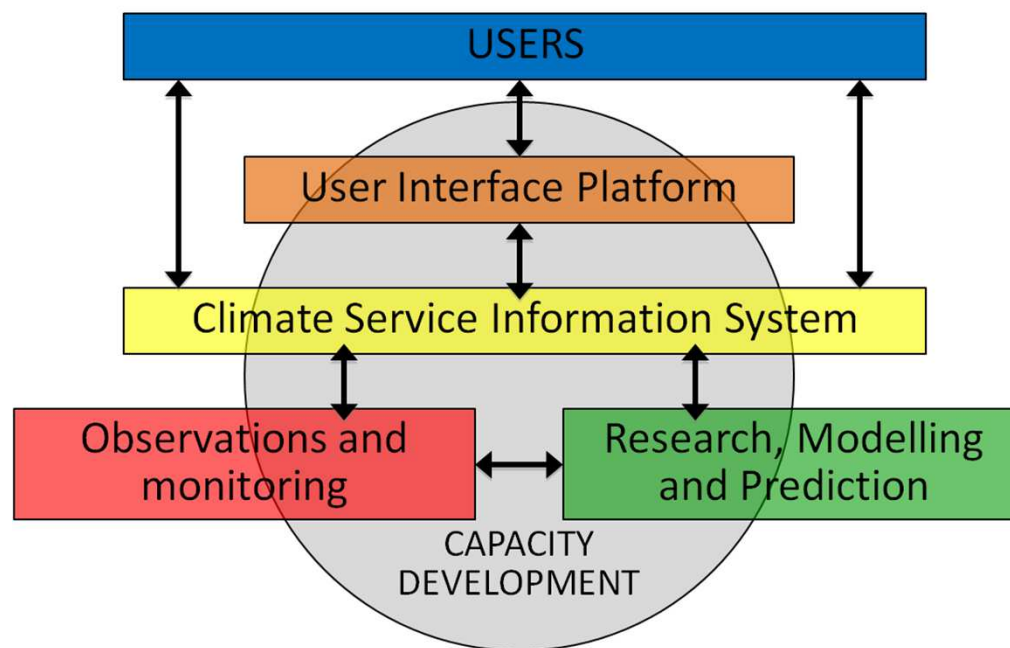 USERS
User Interface Platform
Climate Service Information System
Observations and
monitoring
Research, Modelling
and Prediction
CAPACITY
DEVELOPMENT